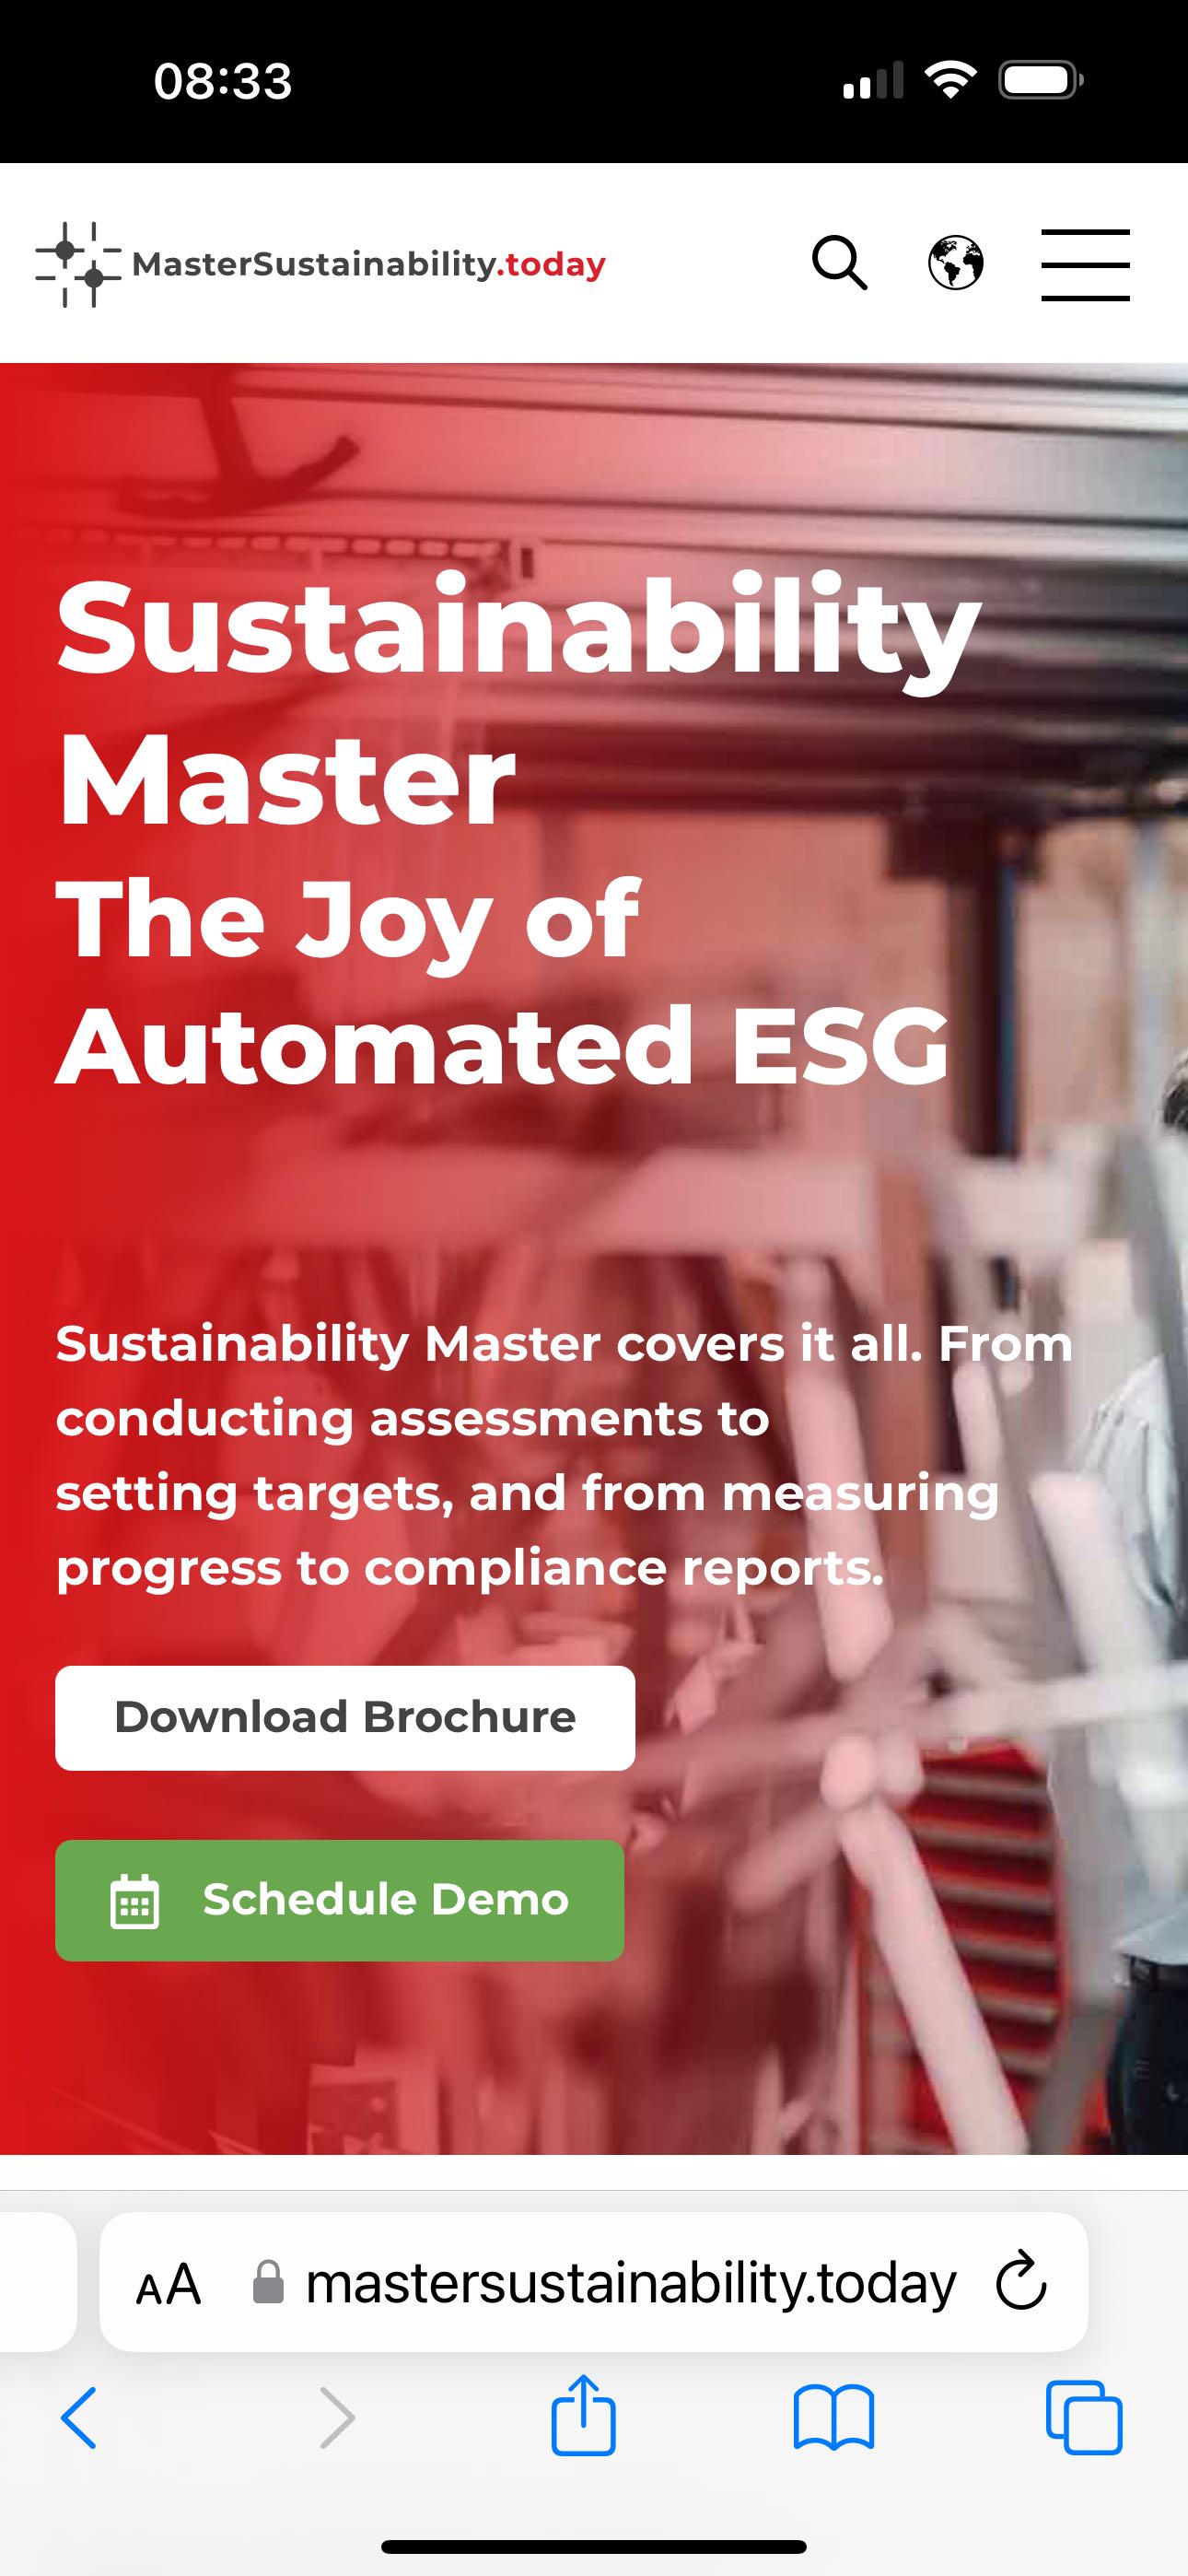 08:33
MasterSustainability.today
Sustainability
Master
The Joy of
Automated ESG
Sustainability Master covers it all. From
conducting assessments to
setting targets, and from measuring
progress to compliance reports.
Download Brochure
Schedule Demo
AA mastersustainability.today